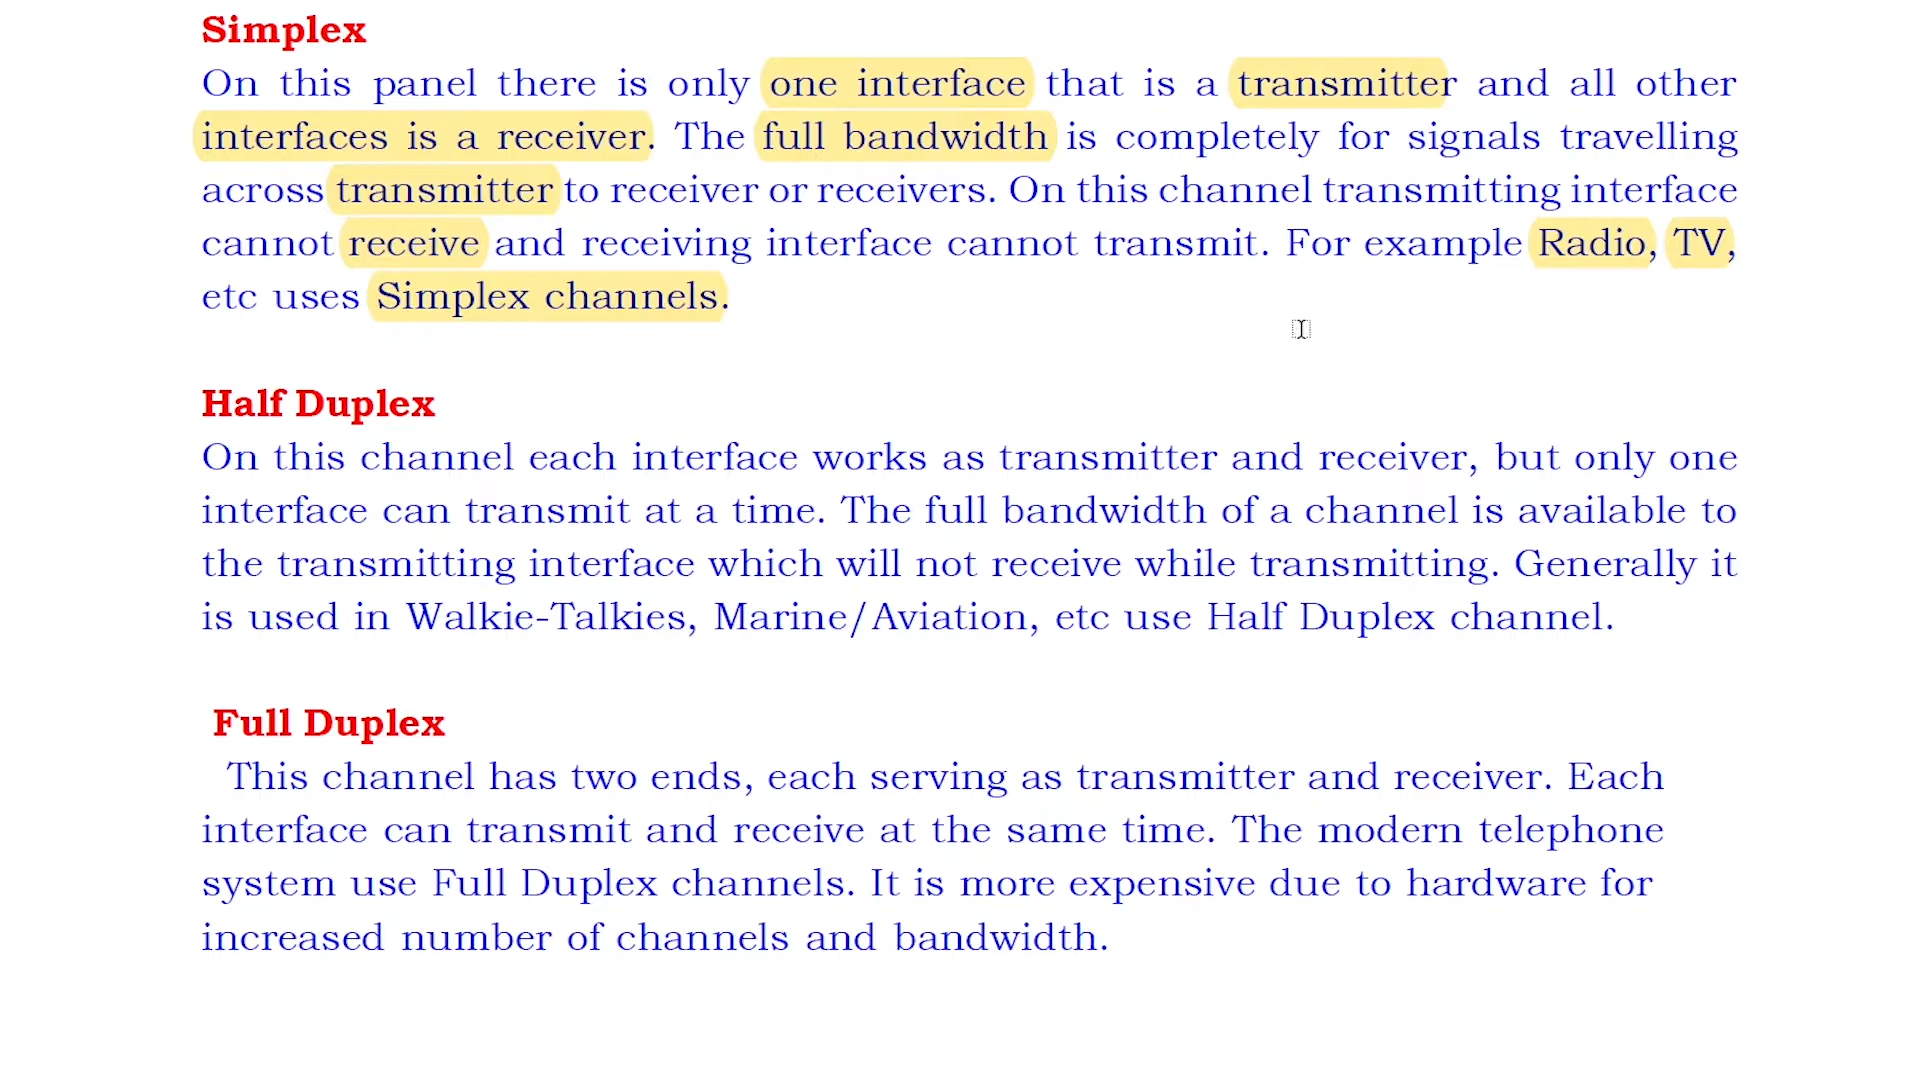 Simplex
On this panel there is only one interface that is a transmitter and all other
interfaces is a receiver. The full bandwidth is completely for signals travelling
across transmitter to receiver or receivers. On this channel transmitting interface
cannot receive and receiving interface cannot transmit. For example Radio, TV,
etc uses Simplex channels.
Half Duplex
On this channel each interface works as transmitter and receiver, but only one
interface can transmit at a time. The full bandwidth of a channel is available to
the transmitting interface which will not receive while transmitting. Generally it
is used in Walkie-Talkies, Marine/Aviation, etc use Half Duplex channel.
Full Duplex
This channel has two ends, each serving as transmitter and receiver. Each
interface can transmit and receive at the same time. The modern telephone
system use Full Duplex channels. It is more expensive due to hardware for
increased number of channels and bandwidth.